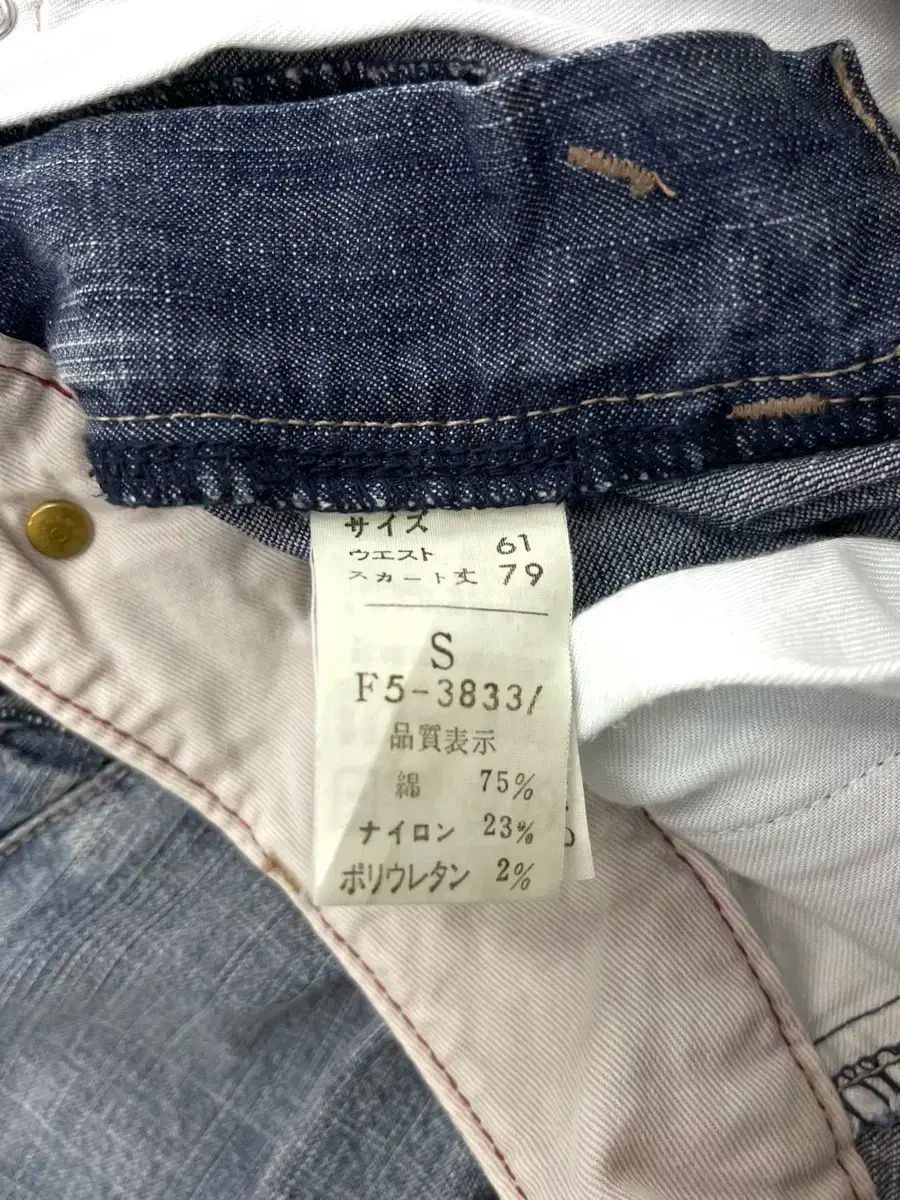 サイズ
ウエスト 61
スカート丈 79
S
F5-3833/
品質表示
綿 75%
ナイロン 23%
ポリウレタン 2%